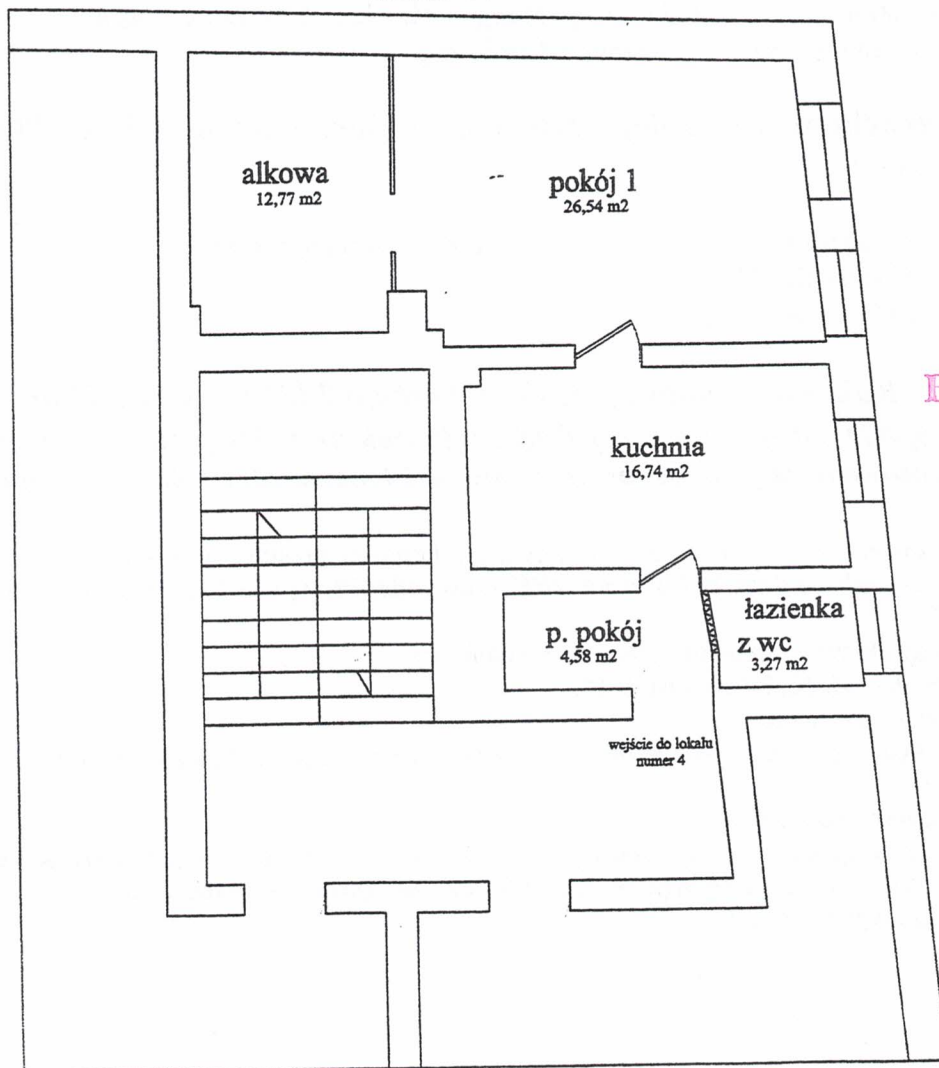 alkowa
12,77 m2
pokój 1
26,54 m2
kuchnia
16,74 m2
p. pokój
4,58 m2
łazienka
z wc
3,27 m2
wejście do lokalu
numer 4